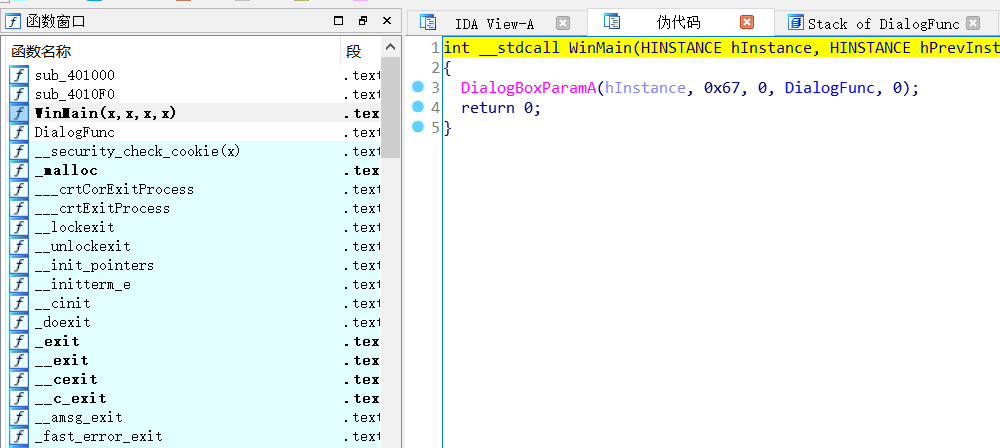 函数窗口
函数名称 段
sub_401000 .text
sub_4010F0 .text
WinMain(x,x,x,x) .tex
DialogFunc .text
__security_check_cookie(x) .text
_malloc .tex
___crtCorExitProcess .text
___crtExitProcess .text
__lockexit .text
__unlockexit .text
__init_pointers .text
__initterm_e .text
__cinit .text
_doexit .text
_exit .tex
__exit .tex
__cexit .tex
__c_exit .tex
__amsg_exit .text
_fast_error_exit .text
IDA View-A 伪代码 Stack of DialogFunc
1 int __stdcall WinMain(HINSTANCE hInstance, HINSTANCE hPrevInst
2 {
3 DialogBoxParamA(hInstance, 0x67, 0, DialogFunc, 0);
4 return 0;
5 }